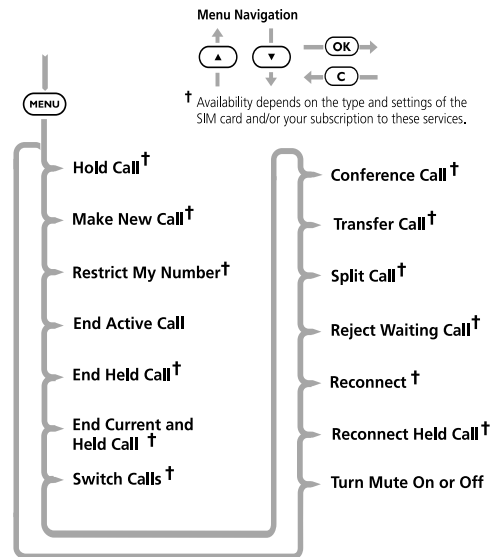 Menu Navigation
OK
C
† Availability depends on the type and settings of the
SIM card and/or your subscription to these services.
MENU
Hold Call†
Make New Call†
Restrict My Number†
End Active Call
End Held Call†
End Current and
Held Call †
Switch Calls†
Conference Call†
Transfer Call†
Split Call†
Reject Waiting Call†
Reconnect †
Reconnect Held Call†
Turn Mute On or Off